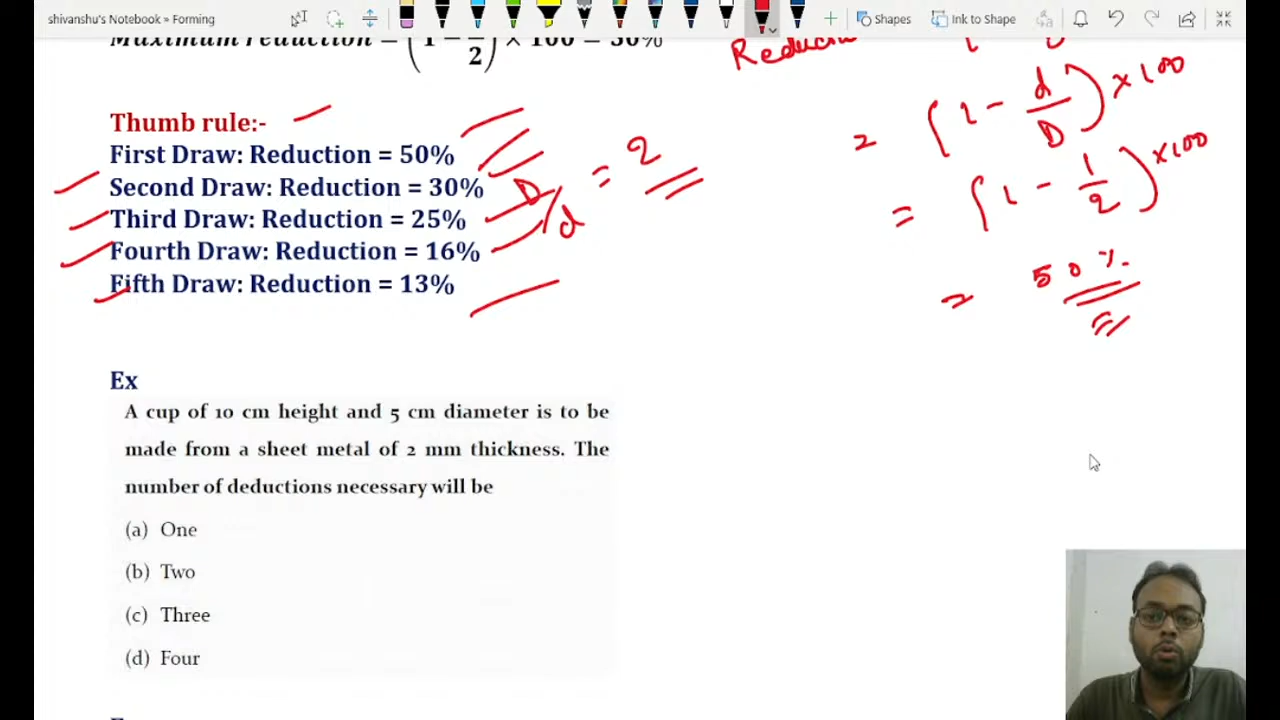 shivanshu's Notebook » Forming
Shapes
Ink to Shape
Maximum reduction = (1 − 1/2) × 100 = 50%
= (1 - d/D) × 100
Thumb rule:-
First Draw: Reduction = 50%
Second Draw: Reduction = 30%
Third Draw: Reduction = 25%
Fourth Draw: Reduction = 16%
Fifth Draw: Reduction = 13%
D/d = 2
= (1 - 1/2) × 100
= 50%
Ex
A cup of 10 cm height and 5 cm diameter is to be
made from a sheet metal of 2 mm thickness. The
number of deductions necessary will be
(a) One
(b) Two
(c) Three
(d) Four